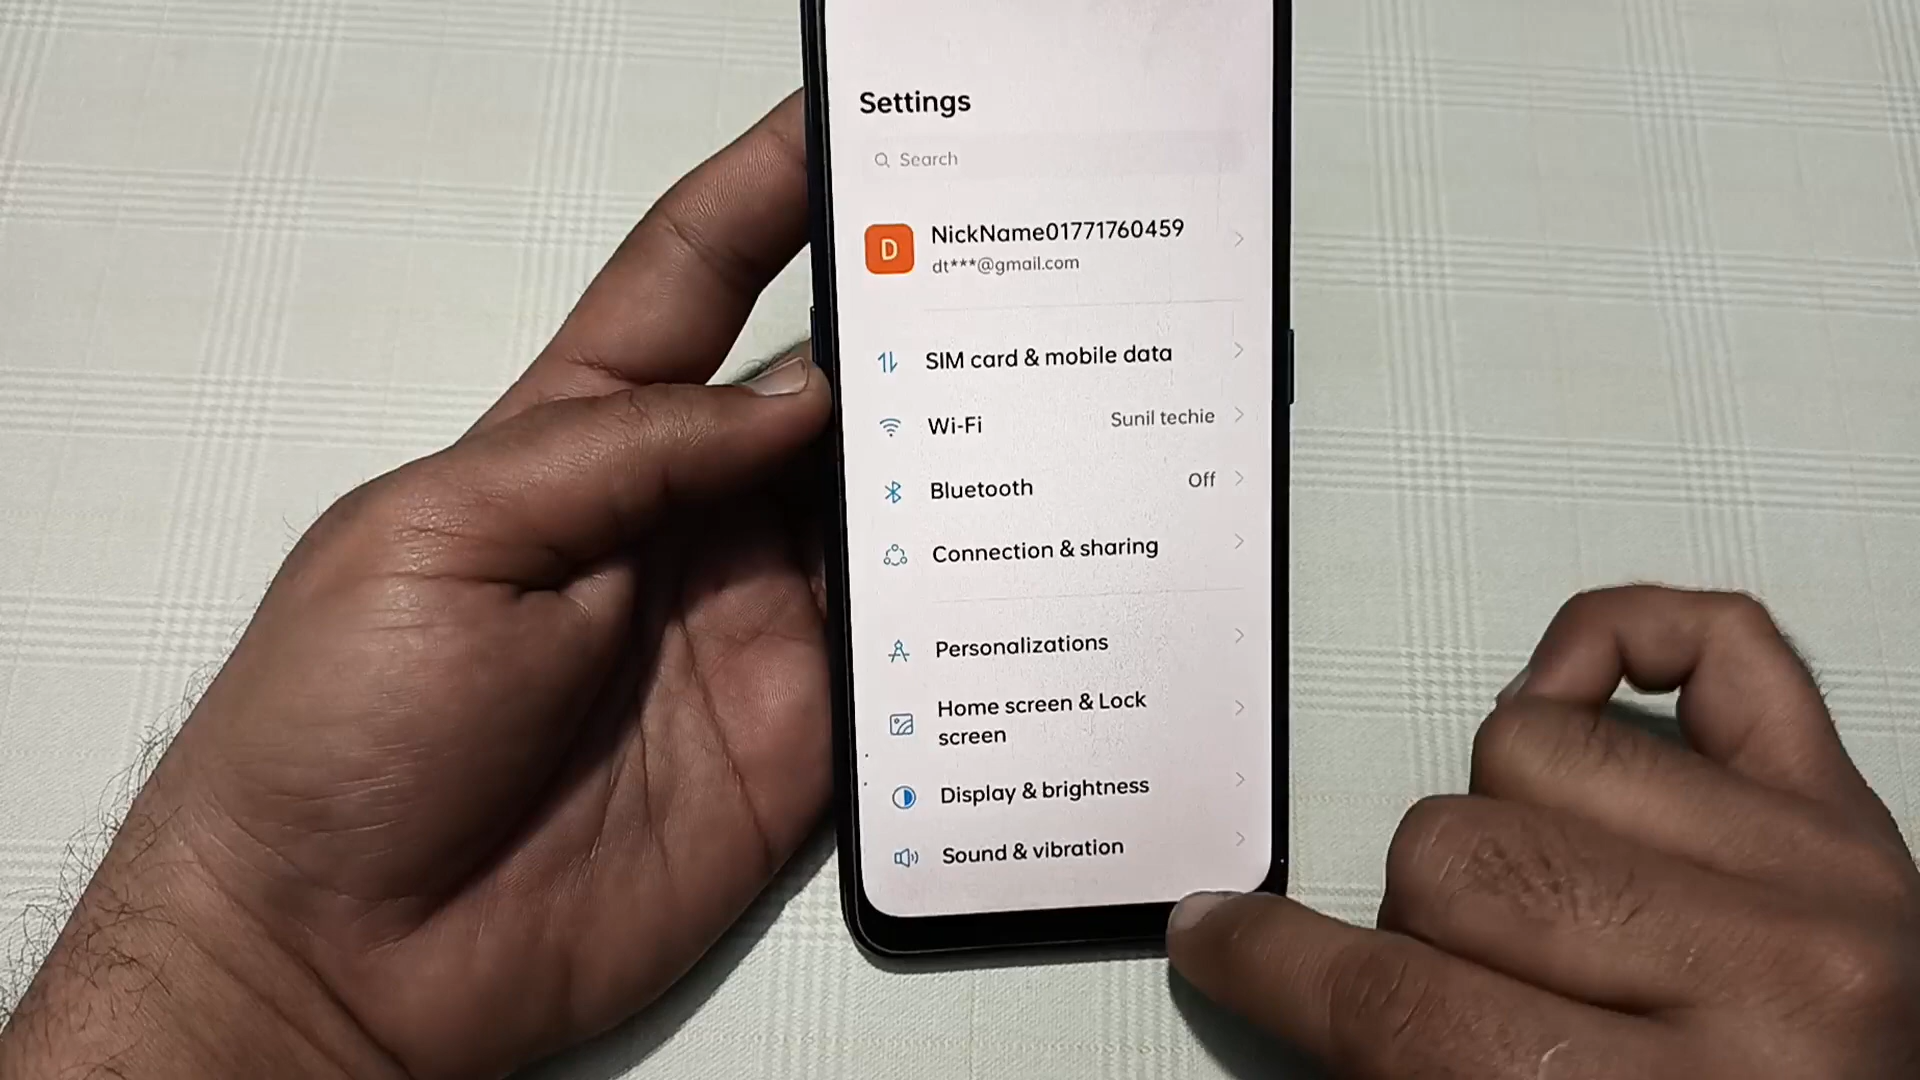 Settings
Search
D
NickName01771760459
dt***@gmail.com
SIM card & mobile data
Wi-Fi Sunil techie
Bluetooth Off
Connection & sharing
Personalizations
Home screen & Lock
screen
Display & brightness
Sound & vibration